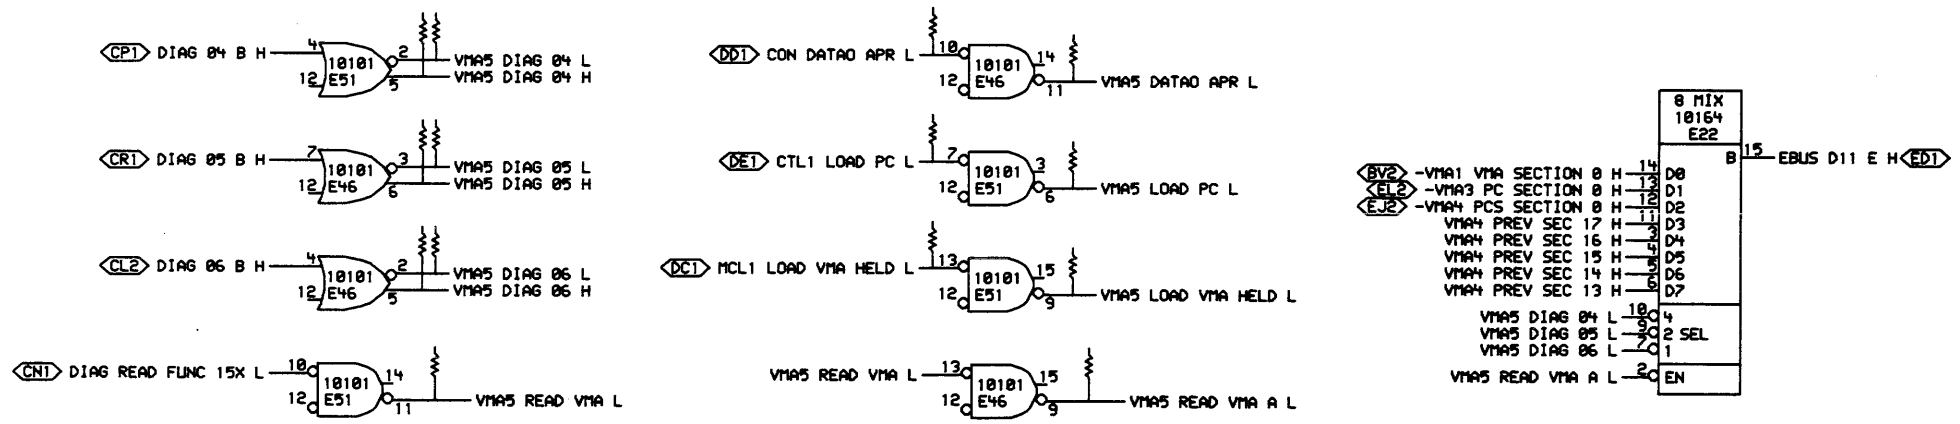 CP1 DIAG 04 B H
4
12
10101
E51
2
5
VMA5 DIAG 04 L
VMA5 DIAG 04 H
CR1 DIAG 05 B H
7
12
10101
E46
3
6
VMA5 DIAG 05 L
VMA5 DIAG 05 H
CL2 DIAG 06 B H
4
12
10101
E46
2
5
VMA5 DIAG 06 L
VMA5 DIAG 06 H
CN1 DIAG READ FUNC 15X L
10
12
10101
E51
14
11
VMA5 READ VMA L
DD1 CON DATAO APR L
10
12
10101
E46
14
11
VMA5 DATAO APR L
DE1 CTL1 LOAD PC L
7
12
10101
E51
3
6
VMA5 LOAD PC L
DC1 MCL1 LOAD VMA HELD L
13
12
10101
E51
15
9
VMA5 LOAD VMA HELD L
VMA5 READ VMA L
13
12
10101
E46
15
9
VMA5 READ VMA A L
8 MIX
10164
E22
B 15 EBUS D11 E H ED1
BV2 -VMA1 VMA SECTION 0 H 14 D0
EL2 -VMA3 PC SECTION 0 H 13 D1
EJ2 -VMA4 PCS SECTION 0 H 12 D2
VMA4 PREV SEC 17 H 11 D3
VMA4 PREV SEC 16 H 3 D4
VMA4 PREV SEC 15 H 4 D5
VMA4 PREV SEC 14 H 5 D6
VMA4 PREV SEC 13 H 6 D7
VMA5 DIAG 04 L 10 4
VMA5 DIAG 05 L 9 2 SEL
VMA5 DIAG 06 L 7 1
VMA5 READ VMA A L 2 EN